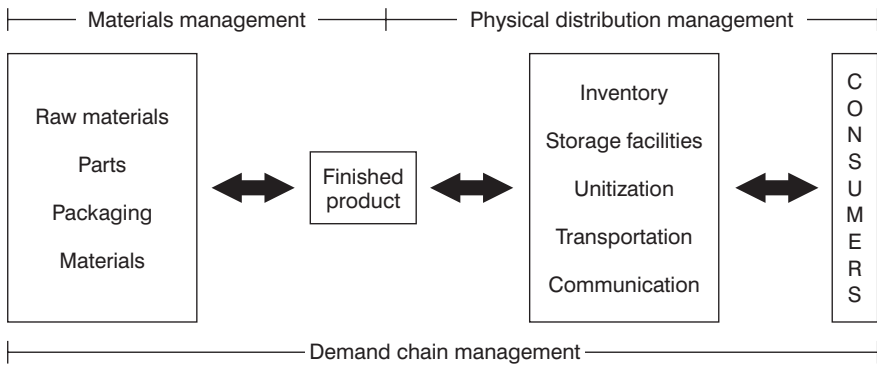 Materials management
Physical distribution management
Raw materials
Parts
Packaging
Materials
Finished
product
Inventory
Storage facilities
Unitization
Transportation
Communication
C
O
N
S
U
M
E
R
S
Demand chain management